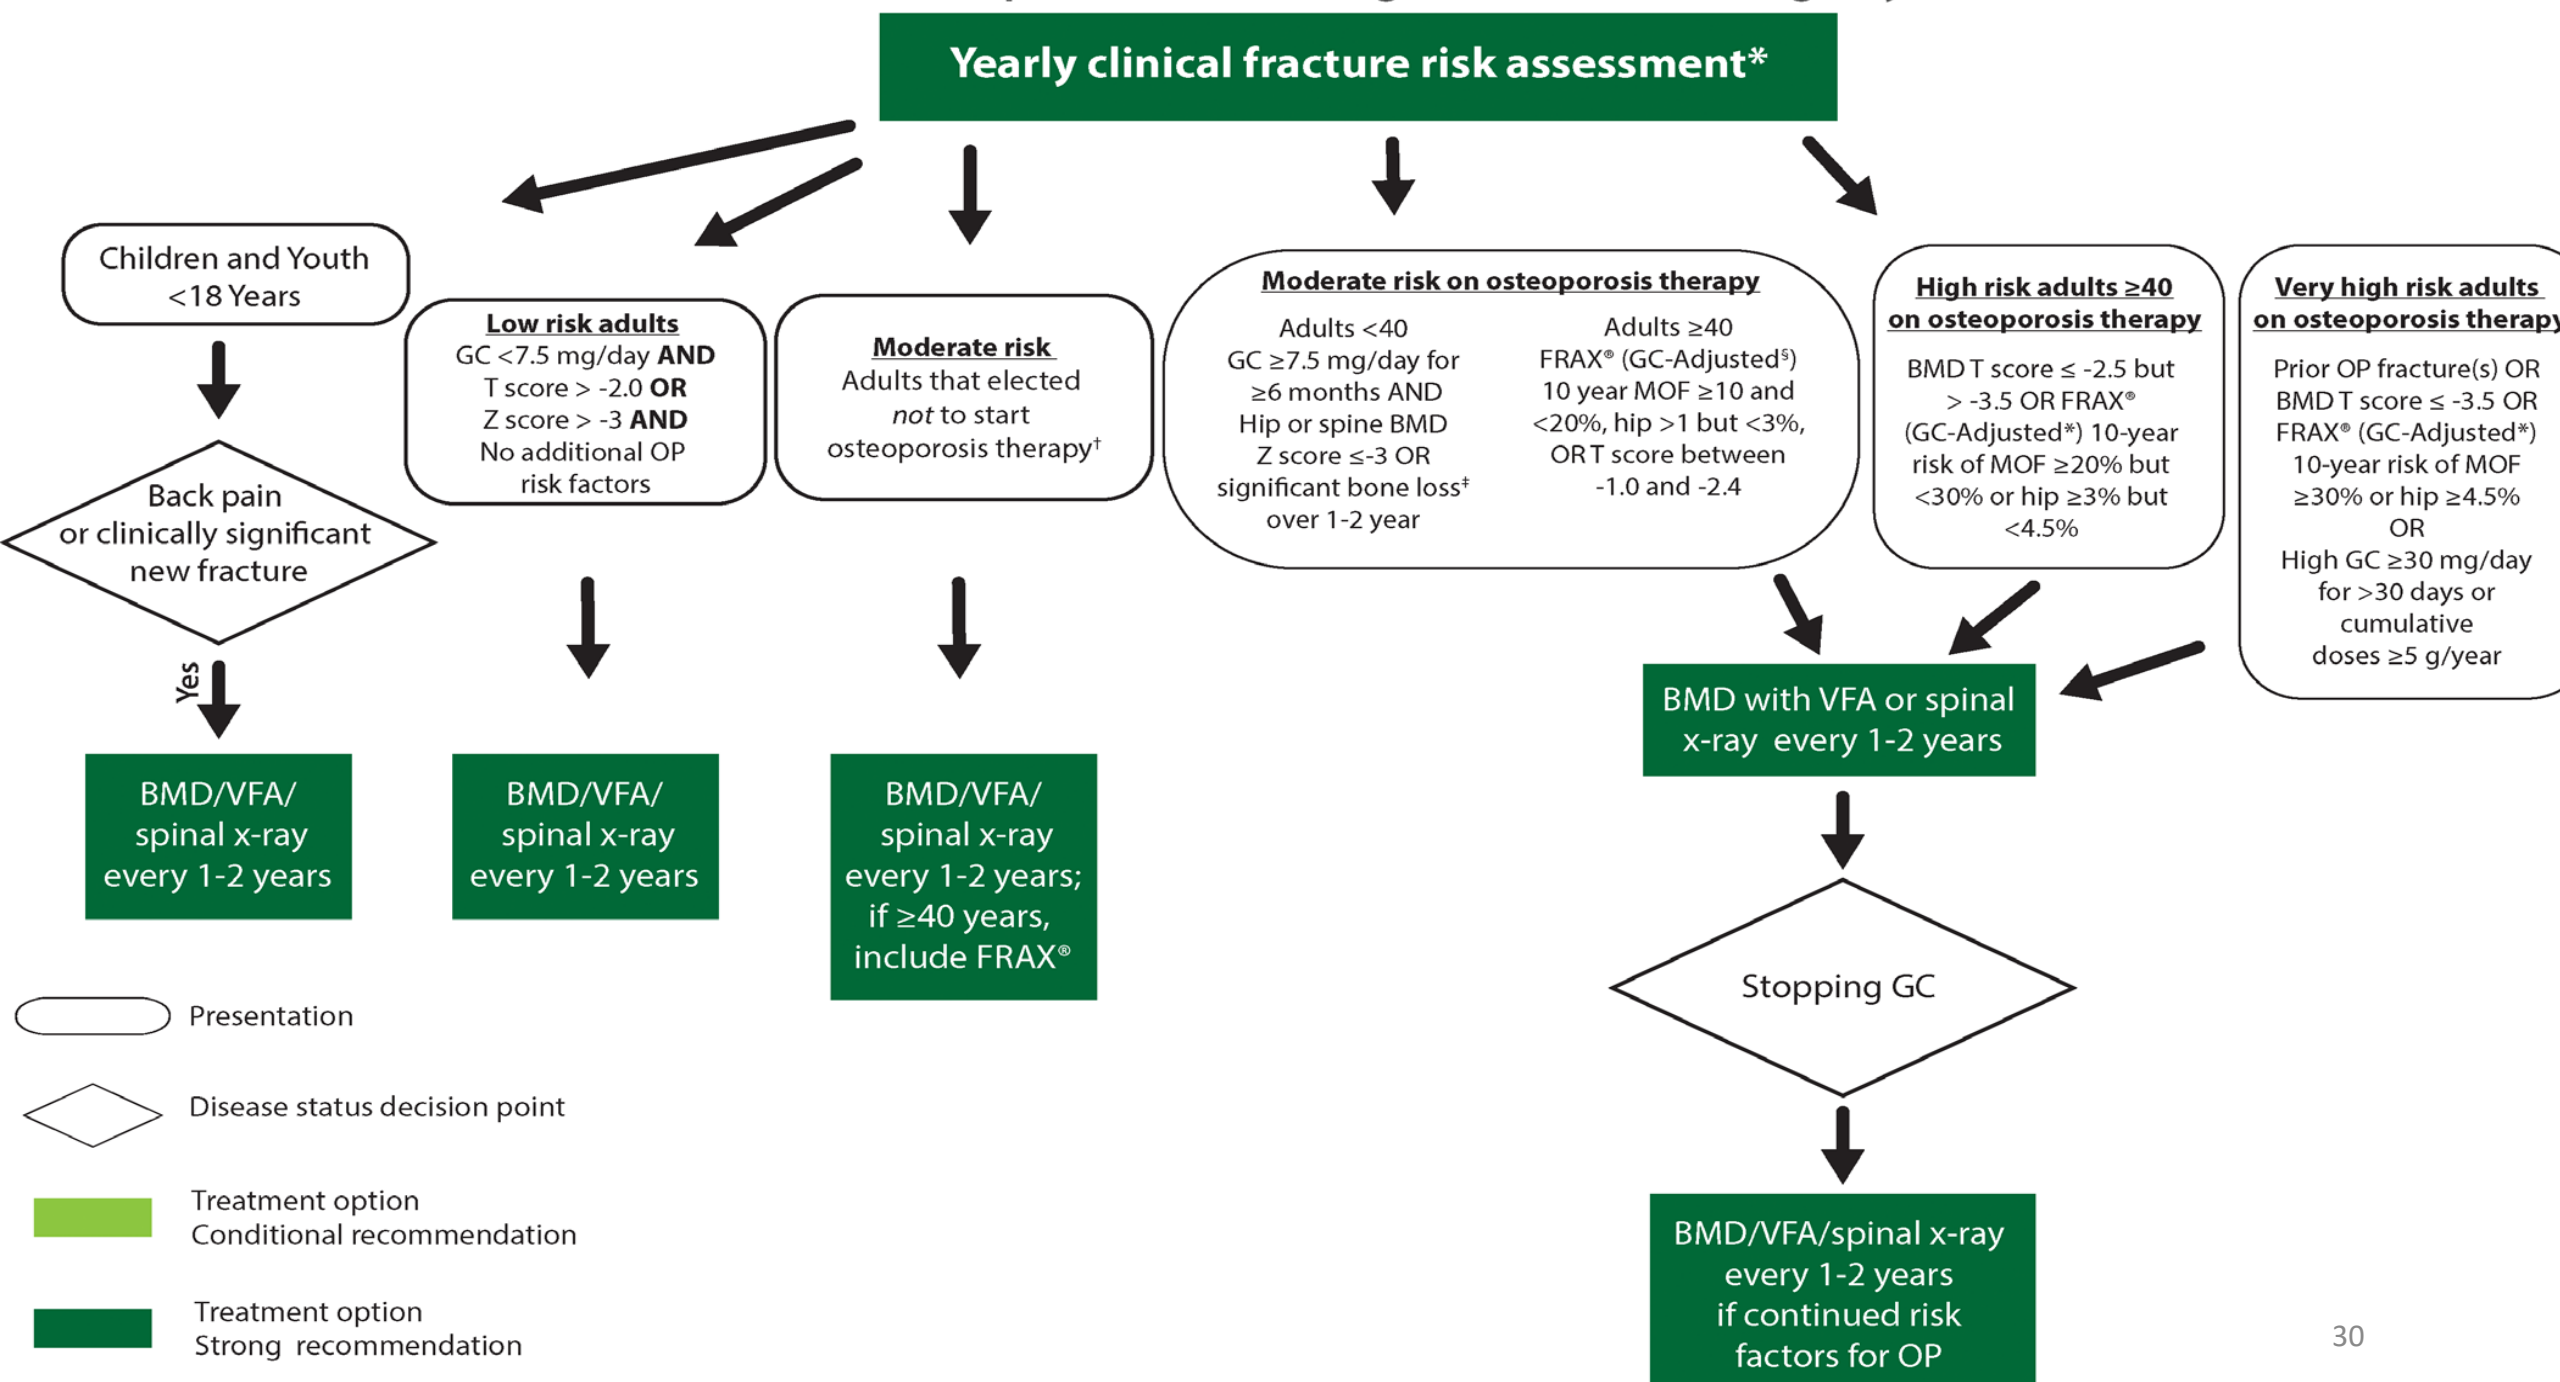 Yearly clinical fracture risk assessment*
Children and Youth
<18 Years
Back pain
or clinically significant
new fracture
Yes
BMD/VFA/
spinal x-ray
every 1-2 years
Low risk adults
GC <7.5 mg/day AND
T score > -2.0 OR
Z score > -3 AND
No additional OP
risk factors
BMD/VFA/
spinal x-ray
every 1-2 years
Moderate risk
Adults that elected
not to start
osteoporosis therapy†
BMD/VFA/
spinal x-ray
every 1-2 years;
if ≥40 years,
include FRAX®
Moderate risk on osteoporosis therapy
Adults <40
GC ≥7.5 mg/day for
≥6 months AND
Hip or spine BMD
Z score ≤-3 OR
significant bone loss‡
over 1-2 year
Adults ≥40
FRAX® (GC-Adjusted§)
10 year MOF ≥10 and
<20%, hip >1 but <3%,
OR T score between
-1.0 and -2.4
High risk adults ≥40
on osteoporosis therapy
BMD T score ≤ -2.5 but
> -3.5 OR FRAX®
(GC-Adjusted*) 10-year
risk of MOF ≥20% but
<30% or hip ≥3% but
<4.5%
Very high risk adults
on osteoporosis therapy
Prior OP fracture(s) OR
BMD T score ≤ -3.5 OR
FRAX® (GC-Adjusted*)
10-year risk of MOF
≥30% or hip ≥4.5%
OR
High GC ≥30 mg/day
for >30 days or
cumulative
doses ≥5 g/year
BMD with VFA or spinal
x-ray every 1-2 years
Stopping GC
BMD/VFA/spinal x-ray
every 1-2 years
if continued risk
factors for OP
Presentation
Disease status decision point
Treatment option
Conditional recommendation
Treatment option
Strong recommendation
30